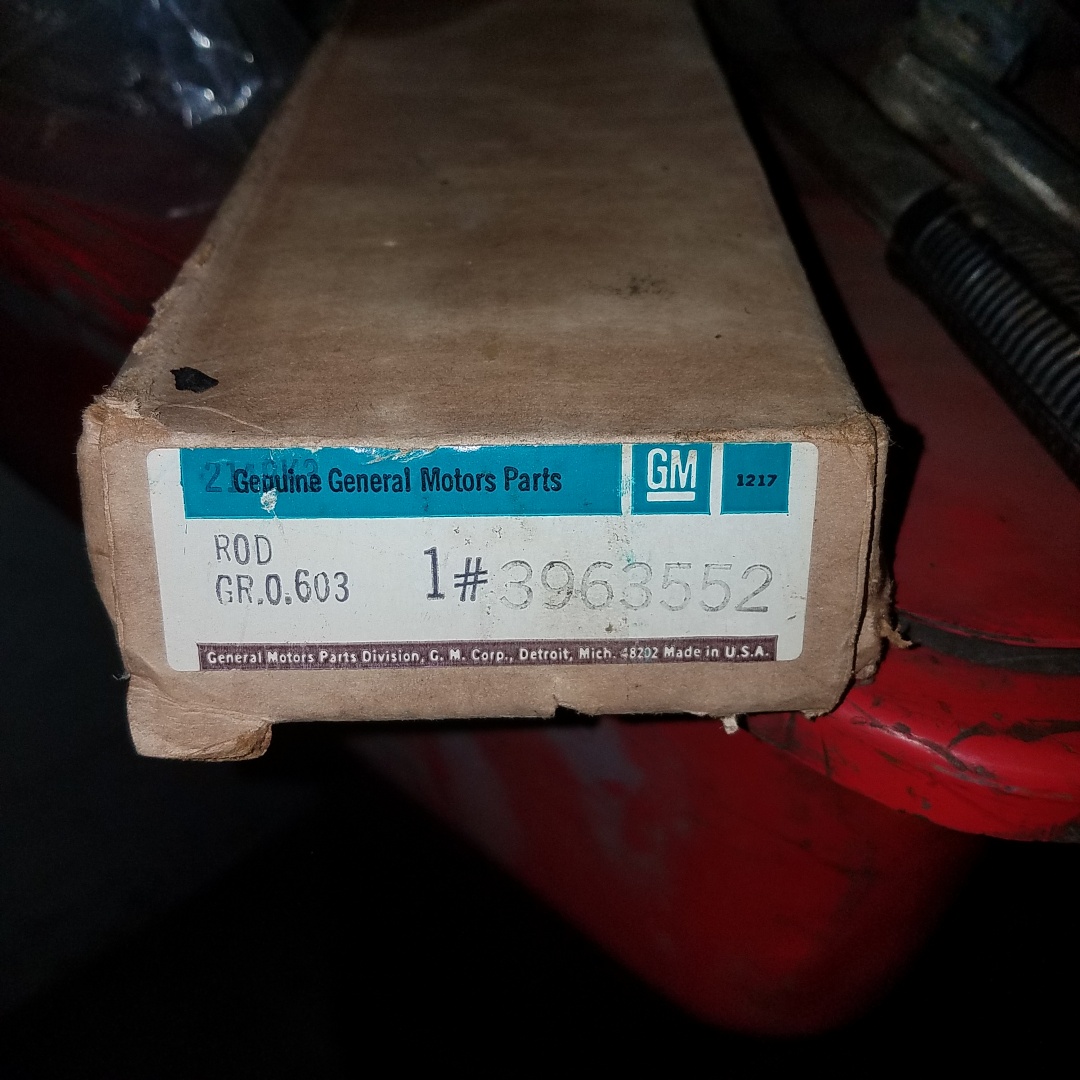 Genuine General Motors Parts
GM
1217
ROD
GR.0.603
1# 3963552
General Motors Parts Division, G. M. Corp., Detroit, Mich. 48202 Made in U.S.A.